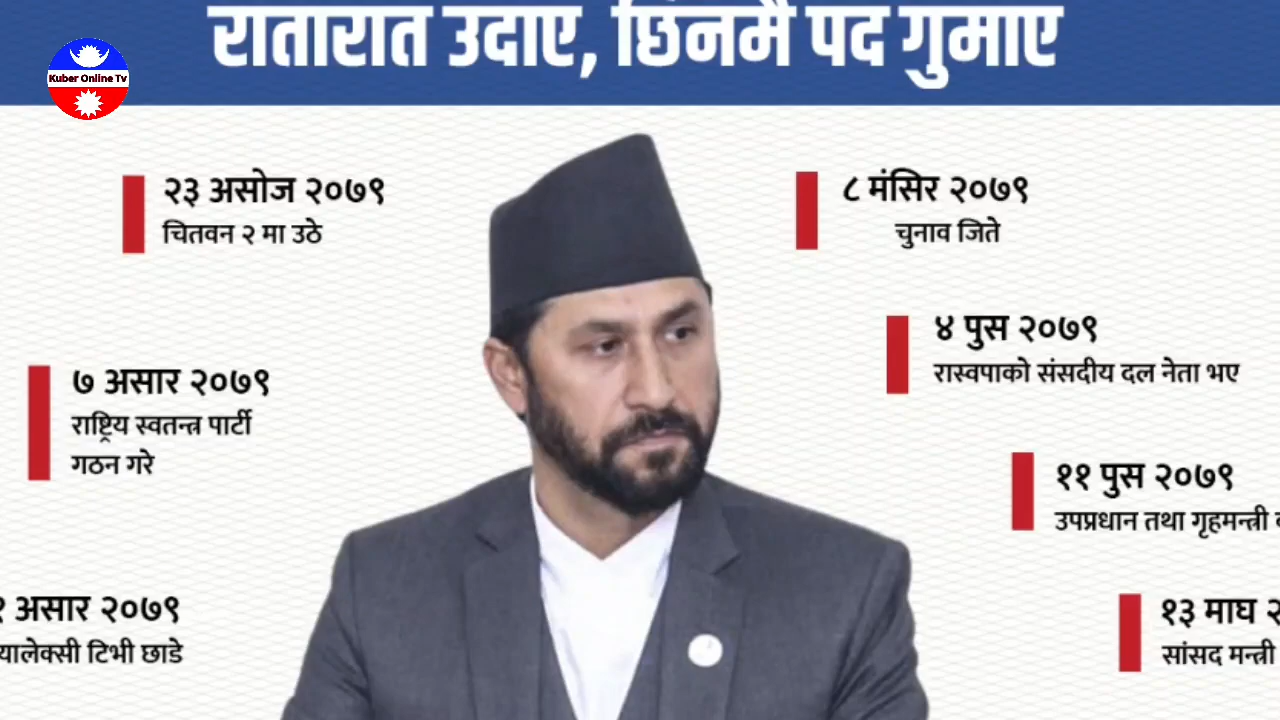 रातारात उदाए, छिनमै पद गुमाए
Kuber Online Tv
२३ असोज २०७९
चितवन २ मा उठे
८ मंसिर २०७९
चुनाव जिते
४ पुस २०७९
रास्वपाको संसदीय दल नेता भए
७ असार २०७९
राष्ट्रिय स्वतन्त्र पार्टी
गठन गरे
११ पुस २०७९
उपप्रधान तथा गृहमन्त्री
असार २०७९
टिभी छाडे
१३ माघ
सांसद मन्त्री